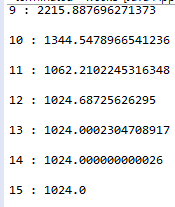 9 : 2215.887696271373
10 : 1344.5478966541236
11 : 1062.2102245316348
12 : 1024.68725626295
13 : 1024.0002304708917
14 : 1024.000000000026
15 : 1024.0